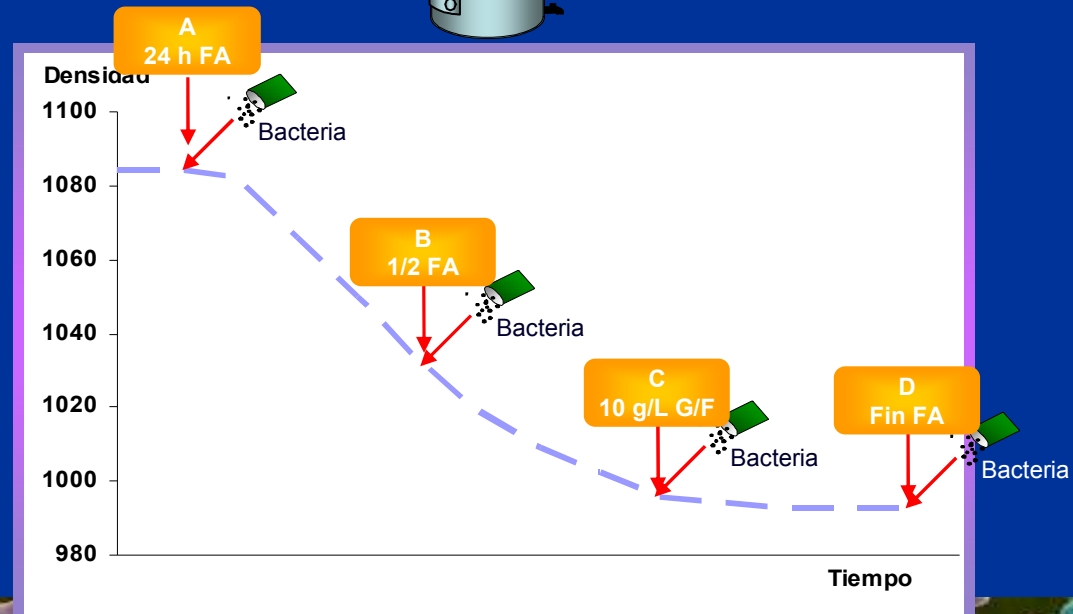 A
24 h FA
Densidad
1100
Bacteria
1080
B
1/2 FA
1060
Bacteria
1040
C
10 g/L G/F
D
Fin FA
1020
Bacteria
Bacteria
1000
980
Tiempo